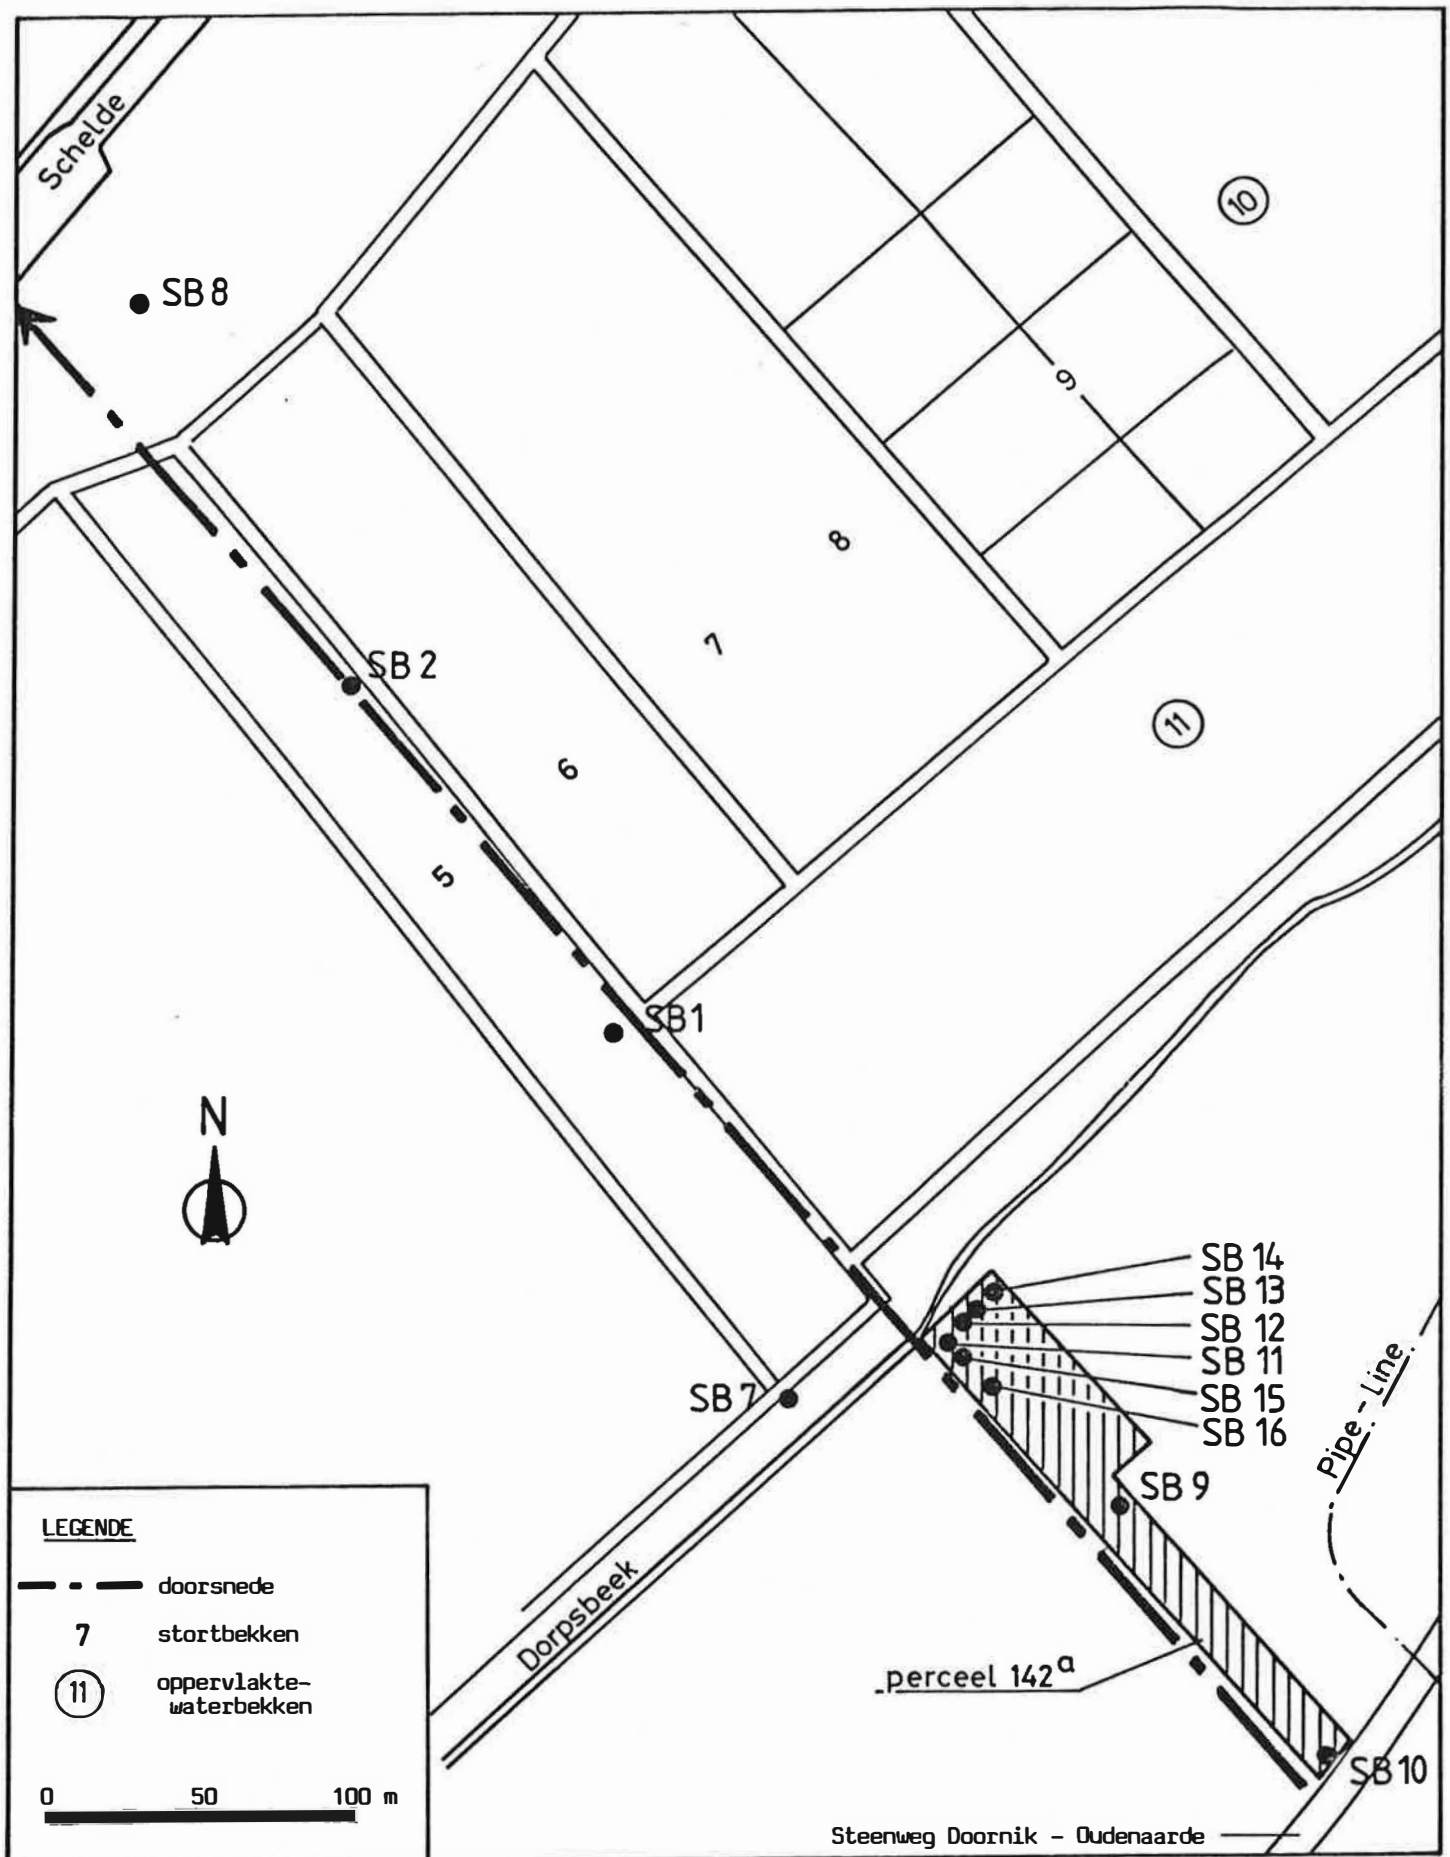 Schelde
10
SB 8
9
8
SB 2
7
11
6
5
SB 1
N
SB 14
SB 13
SB 12
SB 11
SB 15
SB 16
SB 7
Pipe - Line
SB 9
LEGENDE
doorsnede
7 stortbekken
11 oppervlakte-
waterbekken
Dorpsbeek
perceel 142a
SB 10
0 50 100 m
Steenweg Doornik - Oudenaarde